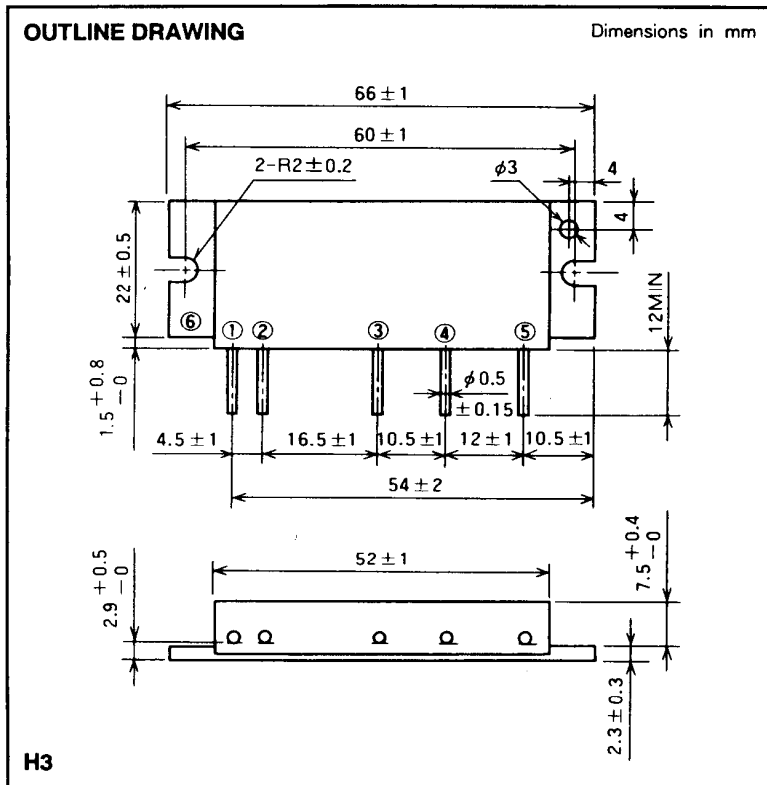 OUTLINE DRAWING
Dimensions in mm
66±1
60±1
2-R2±0.2
φ3
4
4
22±0.5
12MIN
⑥
① ② ③ ④ ⑤
φ0.5
±0.15
1.5 +0.8 −0
4.5±1 16.5±1 10.5±1 12±1 10.5±1
54±2
52±1
2.9 +0.5 −0
7.5 +0.4 −0
2.3±0.3
H3